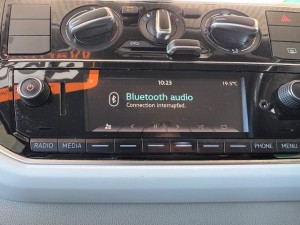 10:23 19.5°C
Bluetooth audio
Connection interrupted.
RADIO MEDIA PHONE MENU